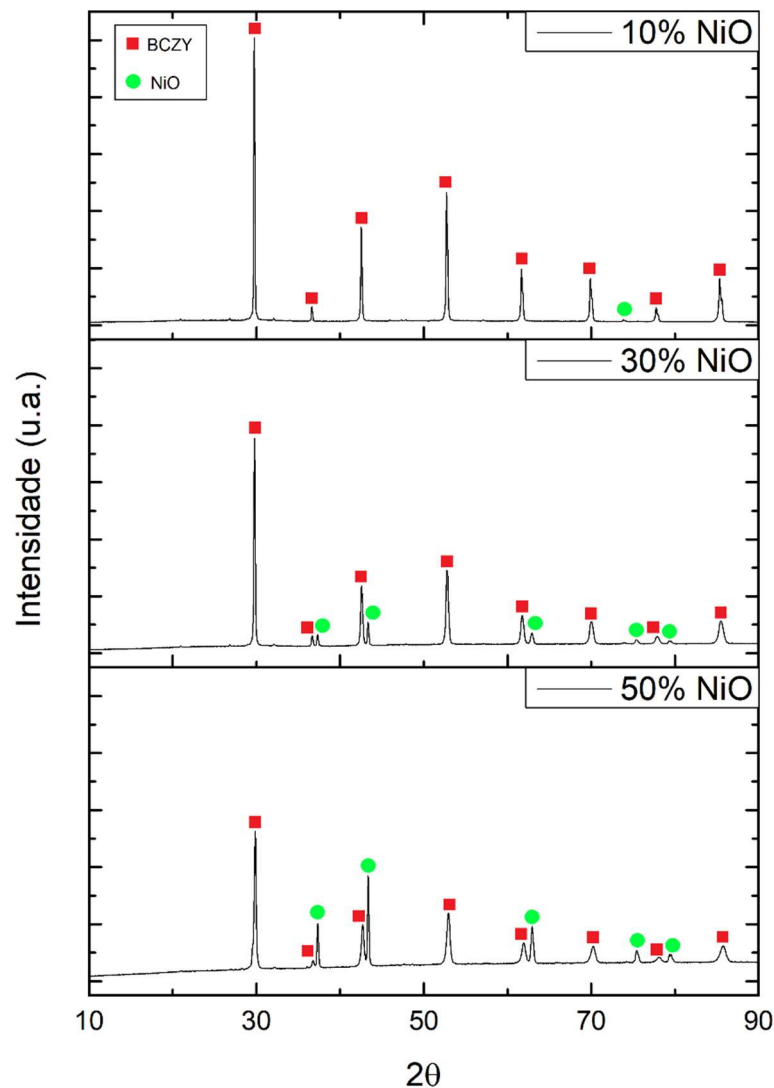 BCZY
NiO
10% NiO
30% NiO
50% NiO
Intensidade (u.a.)
10 30 50 70 90
2θ